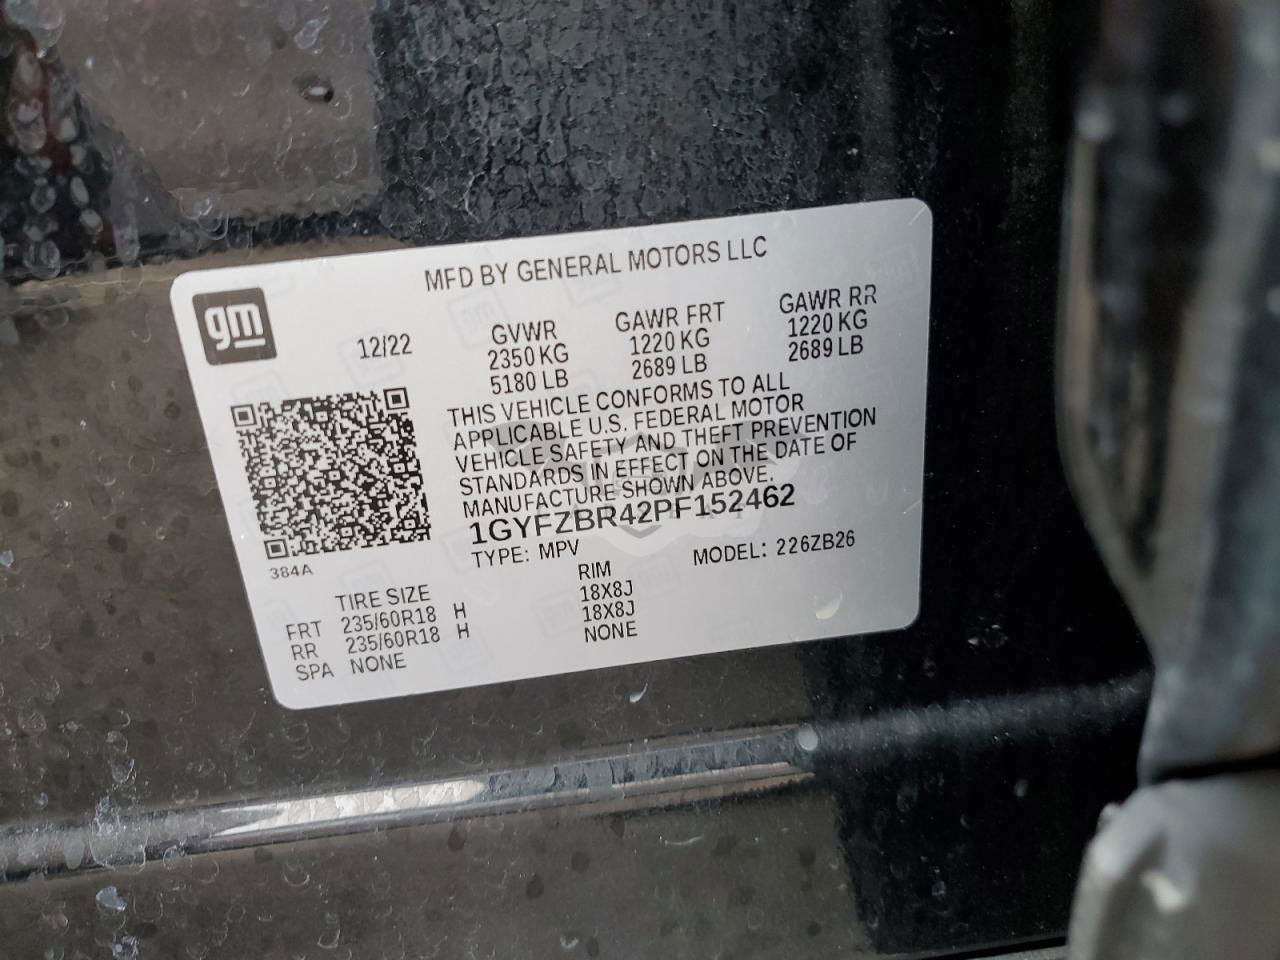 MFD BY GENERAL MOTORS LLC
gm
12/22
GVWR
2350 KG
5180 LB
GAWR FRT
1220 KG
2689 LB
GAWR RR
1220 KG
2689 LB
THIS VEHICLE CONFORMS TO ALL
APPLICABLE U.S. FEDERAL MOTOR
VEHICLE SAFETY AND THEFT PREVENTION
STANDARDS IN EFFECT ON THE DATE OF
MANUFACTURE SHOWN ABOVE.
1GYFZBR42PF152462
TYPE: MPV
MODEL: 226ZB26
384A
TIRE SIZE RIM
FRT 235/60R18 H 18X8J
RR 235/60R18 H 18X8J
SPA NONE NONE